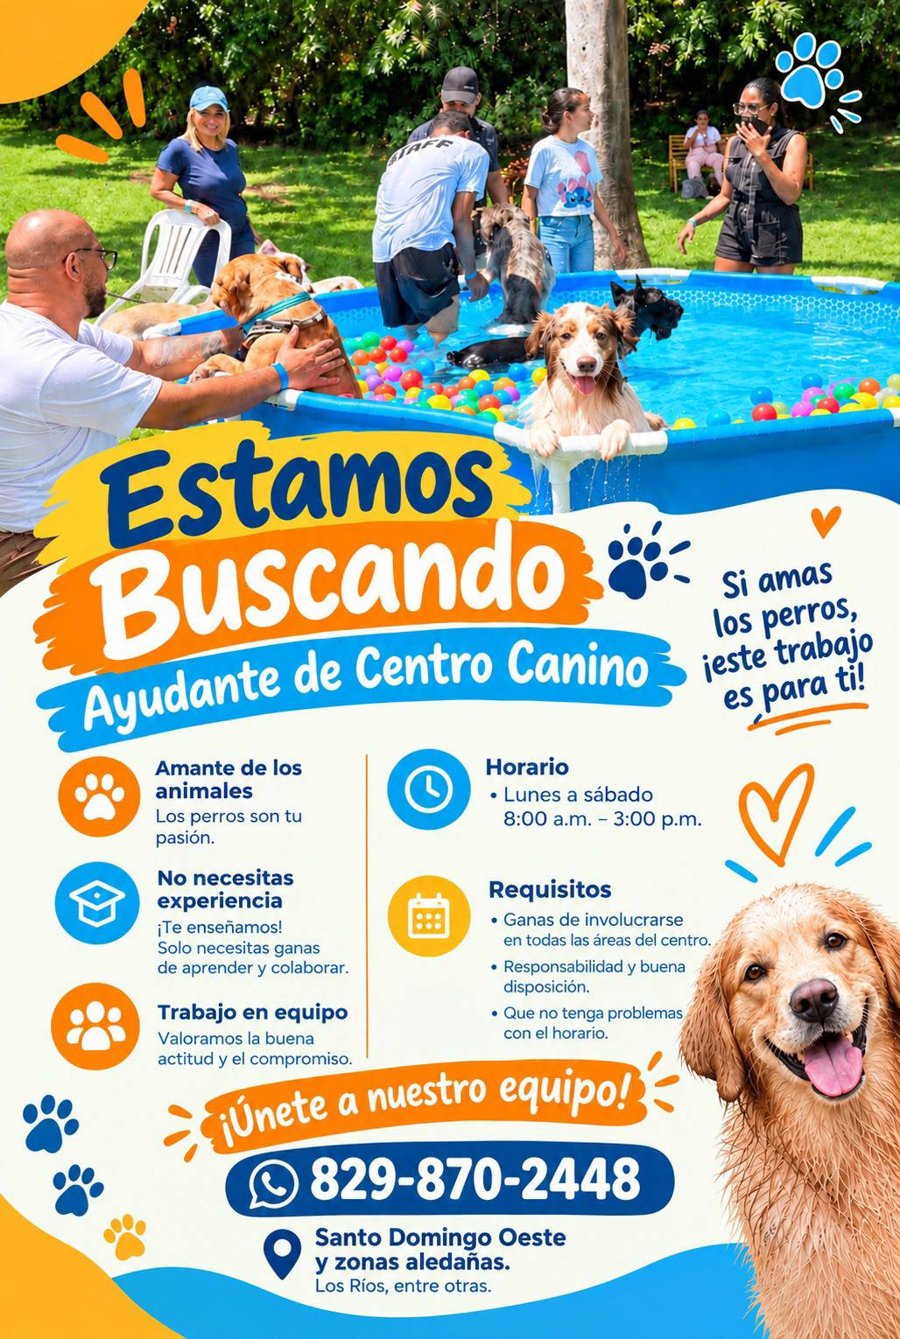 STAFF
Estamos
Buscando
Ayudante de Centro Canino
Si amas
los perros,
¡este trabajo
es para ti!
Amante de los
animales
Los perros son tu
pasión.
No necesitas
experiencia
¡Te enseñamos!
Solo necesitas ganas
de aprender y colaborar.
Trabajo en equipo
Valoramos la buena
actitud y el compromiso.
Horario
• Lunes a sábado
8:00 a.m. – 3:00 p.m.
Requisitos
• Ganas de involucrarse
en todas las áreas del centro.
• Responsabilidad y buena
disposición.
• Que no tenga problemas
con el horario.
¡Únete a nuestro equipo!
829-870-2448
Santo Domingo Oeste
y zonas aledañas.
Los Ríos, entre otras.